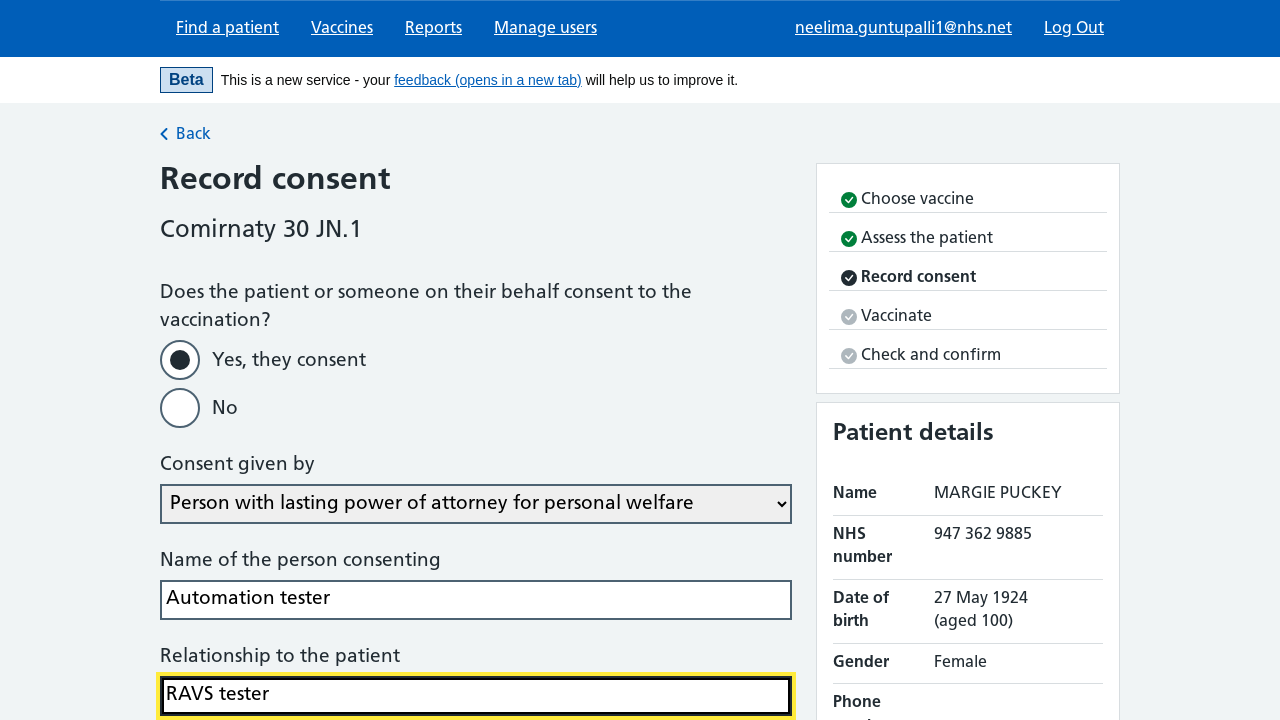 Find a patient Vaccines Reports Manage users neelima.guntupalli1@nhs.net Log Out
Beta This is a new service - your feedback (opens in a new tab) will help us to improve it.
Back
Record consent
Comirnaty 30 JN.1
Does the patient or someone on their behalf consent to the
vaccination?
Yes, they consent
No
Consent given by
Person with lasting power of attorney for personal welfare
Name of the person consenting
Automation tester
Relationship to the patient
RAVS tester
Choose vaccine
Assess the patient
Record consent
Vaccinate
Check and confirm
Patient details
Name MARGIE PUCKEY
NHS 947 362 9885
number
Date of 27 May 1924
birth (aged 100)
Gender Female
Phone